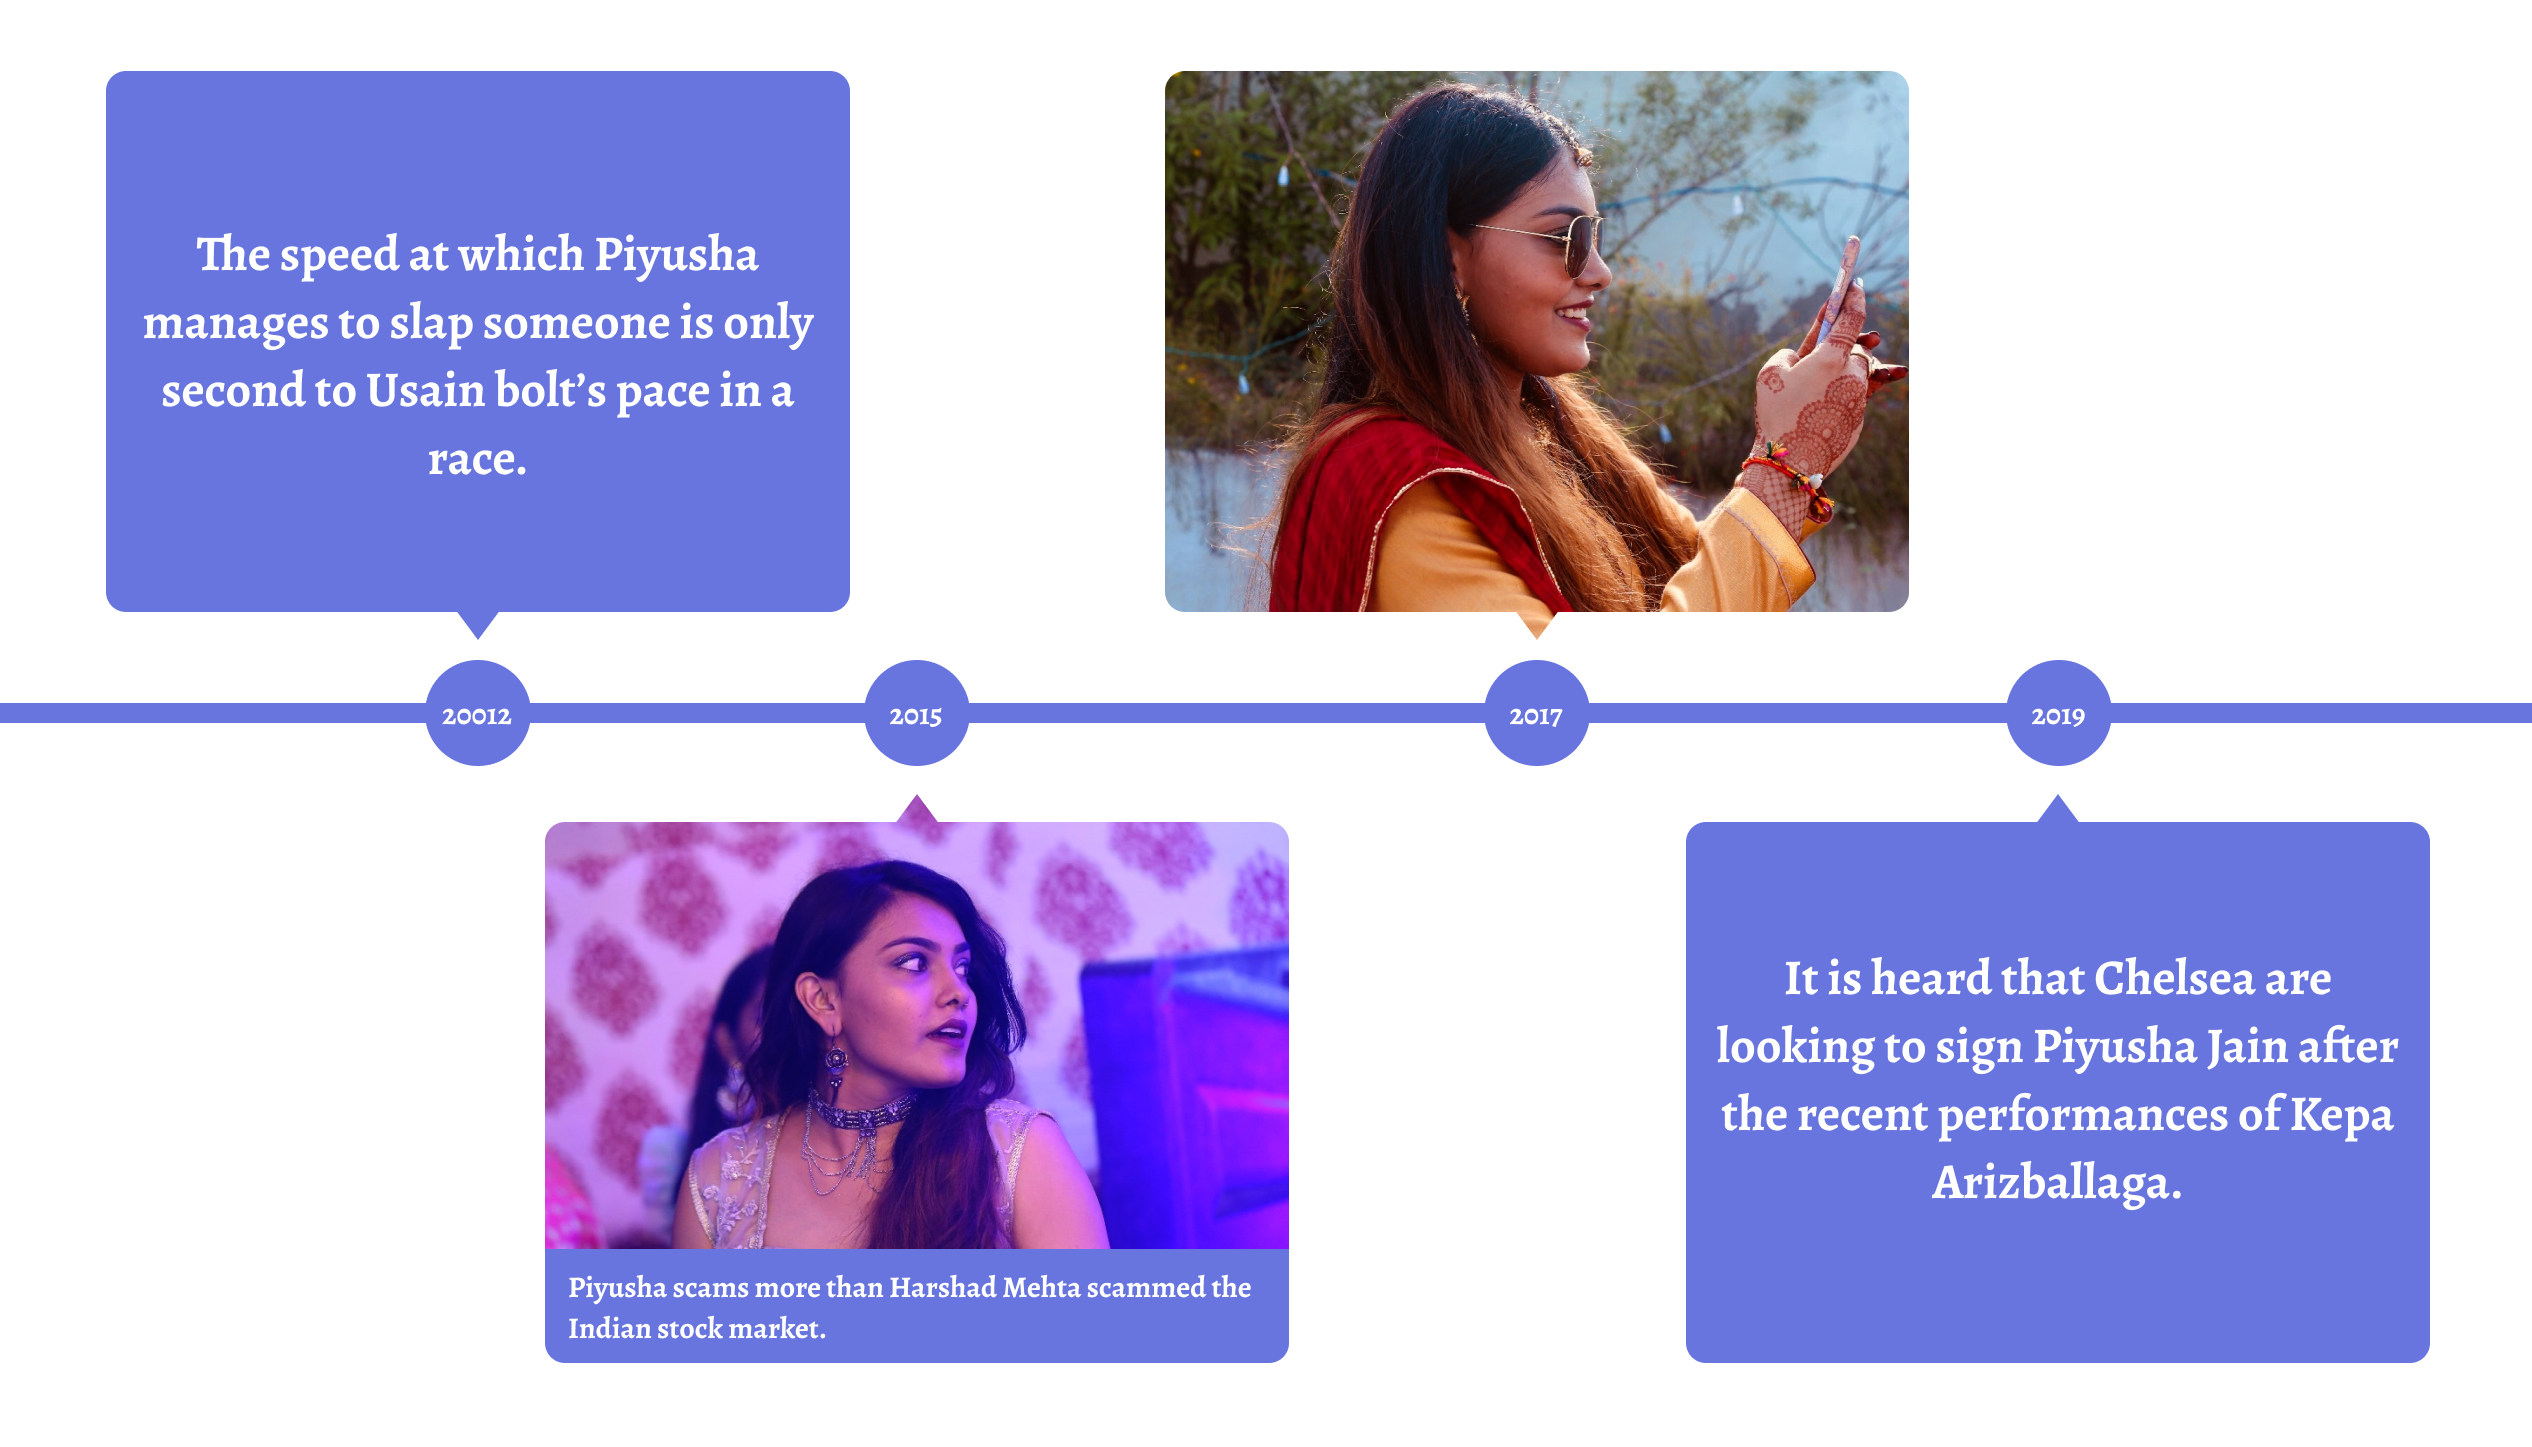 The speed at which Piyusha
manages to slap someone is only
second to Usain bolt’s pace in a
race.
20012
2015
2017
2019
Piyusha scams more than Harshad Mehta scammed the
Indian stock market.
It is heard that Chelsea are
looking to sign Piyusha Jain after
the recent performances of Kepa
Arizballaga.